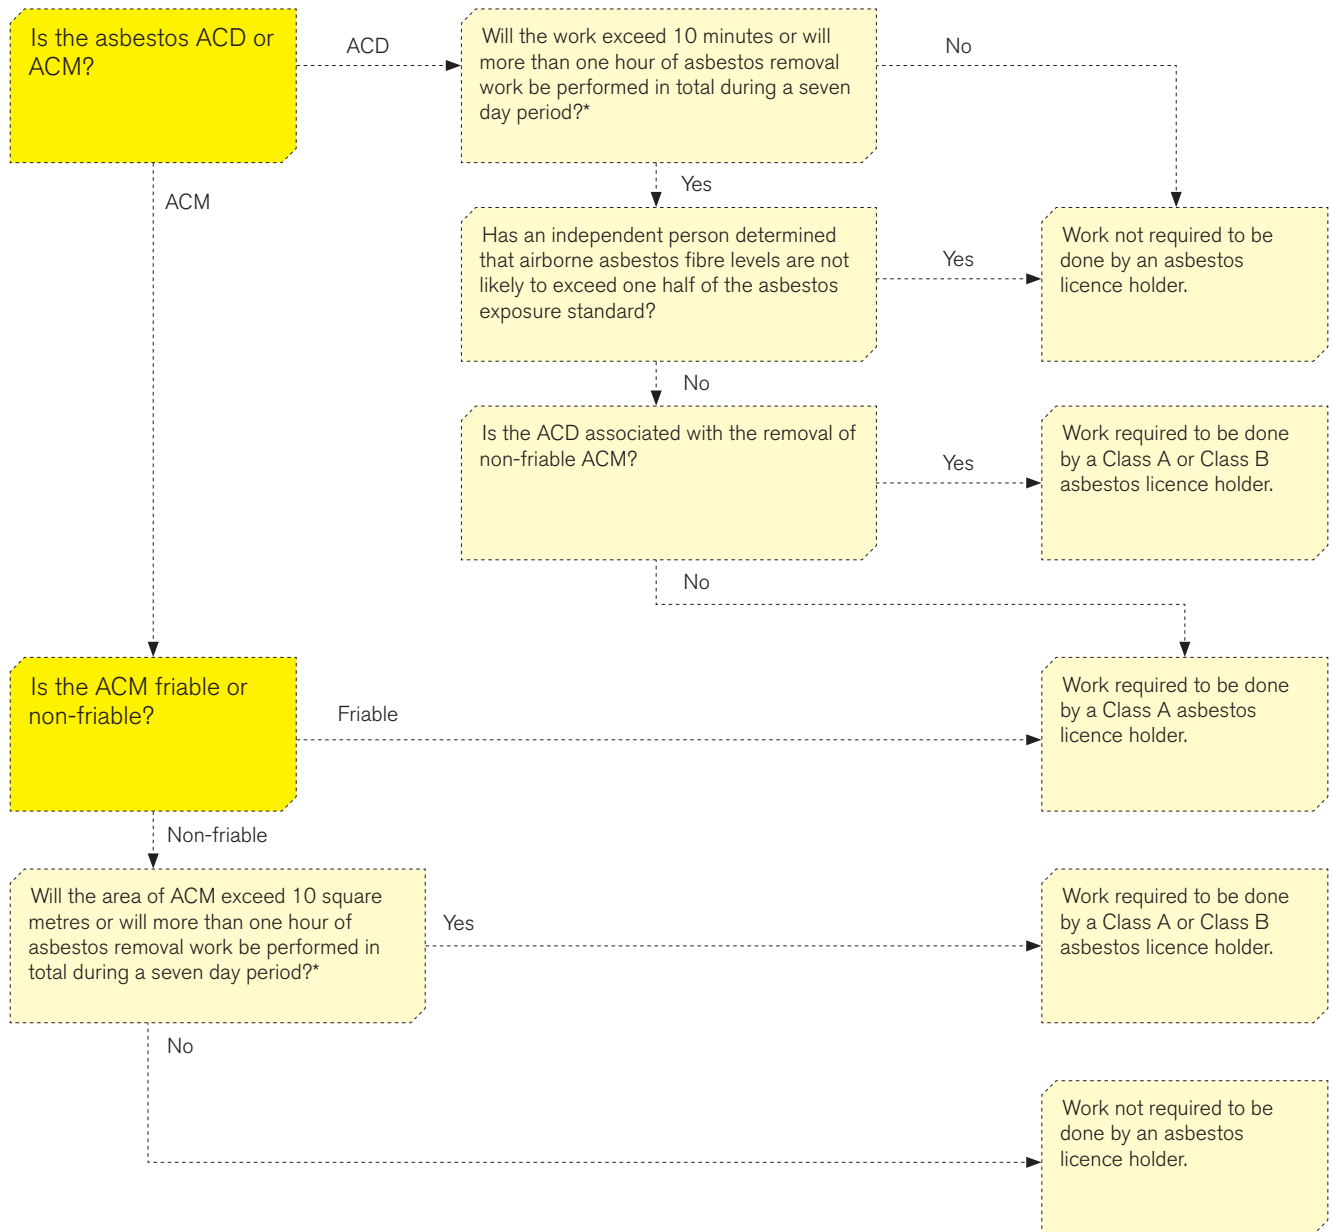 Is the asbestos ACD or
ACM?
ACD
Will the work exceed 10 minutes or will
more than one hour of asbestos removal
work be performed in total during a seven
day period?*
No
Yes
ACM
Has an independent person determined
that airborne asbestos fibre levels are not
likely to exceed one half of the asbestos
exposure standard?
Yes
Work not required to be
done by an asbestos
licence holder.
No
Is the ACD associated with the removal of
non-friable ACM?
Yes
Work required to be done
by a Class A or Class B
asbestos licence holder.
No
Is the ACM friable or
non-friable?
Friable
Work required to be done
by a Class A asbestos
licence holder.
Non-friable
Will the area of ACM exceed 10 square
metres or will more than one hour of
asbestos removal work be performed in
total during a seven day period?*
Yes
Work required to be done
by a Class A or Class B
asbestos licence holder.
No
Work not required to be
done by an asbestos
licence holder.